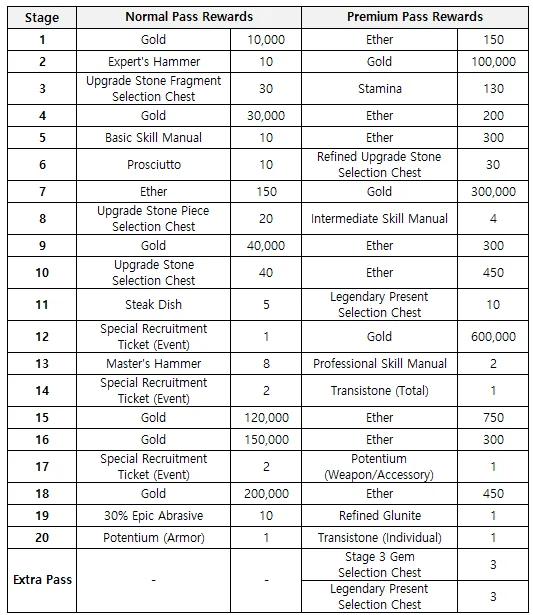 Stage Normal Pass Rewards Premium Pass Rewards
1 Gold 10,000 Ether 150
2 Expert's Hammer 10 Gold 100,000
3 Upgrade Stone Fragment
Selection Chest 30 Stamina 130
4 Gold 30,000 Ether 200
5 Basic Skill Manual 10 Ether 300
6 Prosciutto 10 Refined Upgrade Stone
Selection Chest 30
7 Ether 150 Gold 300,000
8 Upgrade Stone Piece
Selection Chest 20 Intermediate Skill Manual 4
9 Gold 40,000 Ether 300
10 Upgrade Stone
Selection Chest 40 Ether 450
11 Steak Dish 5 Legendary Present
Selection Chest 10
12 Special Recruitment
Ticket (Event) 1 Gold 600,000
13 Master's Hammer 8 Professional Skill Manual 2
14 Special Recruitment
Ticket (Event) 2 Transistone (Total) 1
15 Gold 120,000 Ether 750
16 Gold 150,000 Ether 300
17 Special Recruitment
Ticket (Event) 2 Potentium
(Weapon/Accessory) 1
18 Gold 200,000 Ether 450
19 30% Epic Abrasive 10 Refined Glunite 1
20 Potentium (Armor) 1 Transistone (Individual) 1
Extra Pass - - Stage 3 Gem
Selection Chest 3
Legendary Present
Selection Chest 3